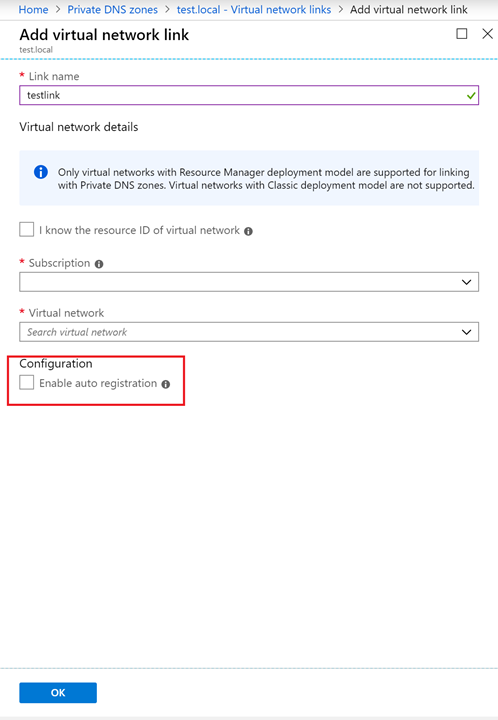 Home > Private DNS zones > test.local - Virtual network links > Add virtual network link
Add virtual network link
test.local
* Link name
testlink
Virtual network details
Only virtual networks with Resource Manager deployment model are supported for linking
with Private DNS zones. Virtual networks with Classic deployment model are not supported.
I know the resource ID of virtual network
* Subscription
* Virtual network
Search virtual network
Configuration
Enable auto registration
OK